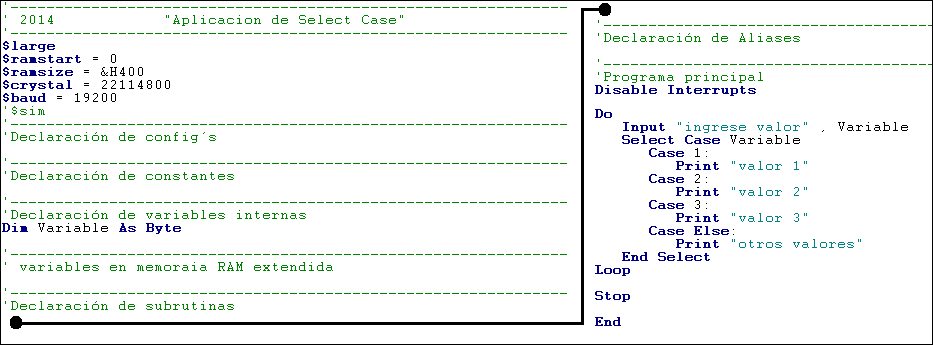 '---------------------------------------------------------------
' 2014            "Aplicacion de Select Case"
'---------------------------------------------------------------
$large
$ramstart = 0
$ramsize = &H400
$crystal = 22114800
$baud = 19200
'$sim
'---------------------------------------------------------------
'Declaración de config´s
'---------------------------------------------------------------
'Declaración de constantes
'---------------------------------------------------------------
'Declaración de variables internas
Dim Variable As Byte
'---------------------------------------------------------------
' variables en memoraia RAM extendida
'---------------------------------------------------------------
'Declaración de subrutinas
'-------------------------------------
'Declaración de Aliases
'-------------------------------------
'Programa principal
Disable Interrupts
Do
   Input "ingrese valor" , Variable
   Select Case Variable
      Case 1:
         Print "valor 1"
      Case 2:
         Print "valor 2"
      Case 3:
         Print "valor 3"
      Case Else:
         Print "otros valores"
   End Select
Loop
Stop
End